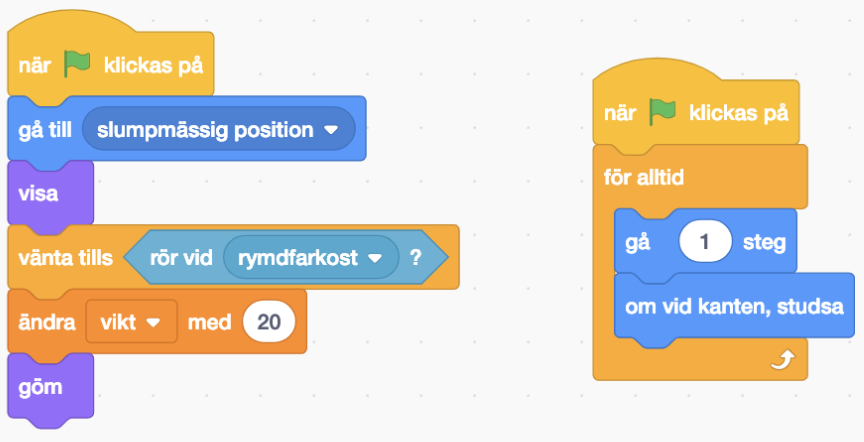 när klickas på
gå till slumpmässig position
visa
vänta tills rör vid rymdfarkost ?
ändra vikt med 20
göm
när klickas på
för alltid
gå 1 steg
om vid kanten, studsa